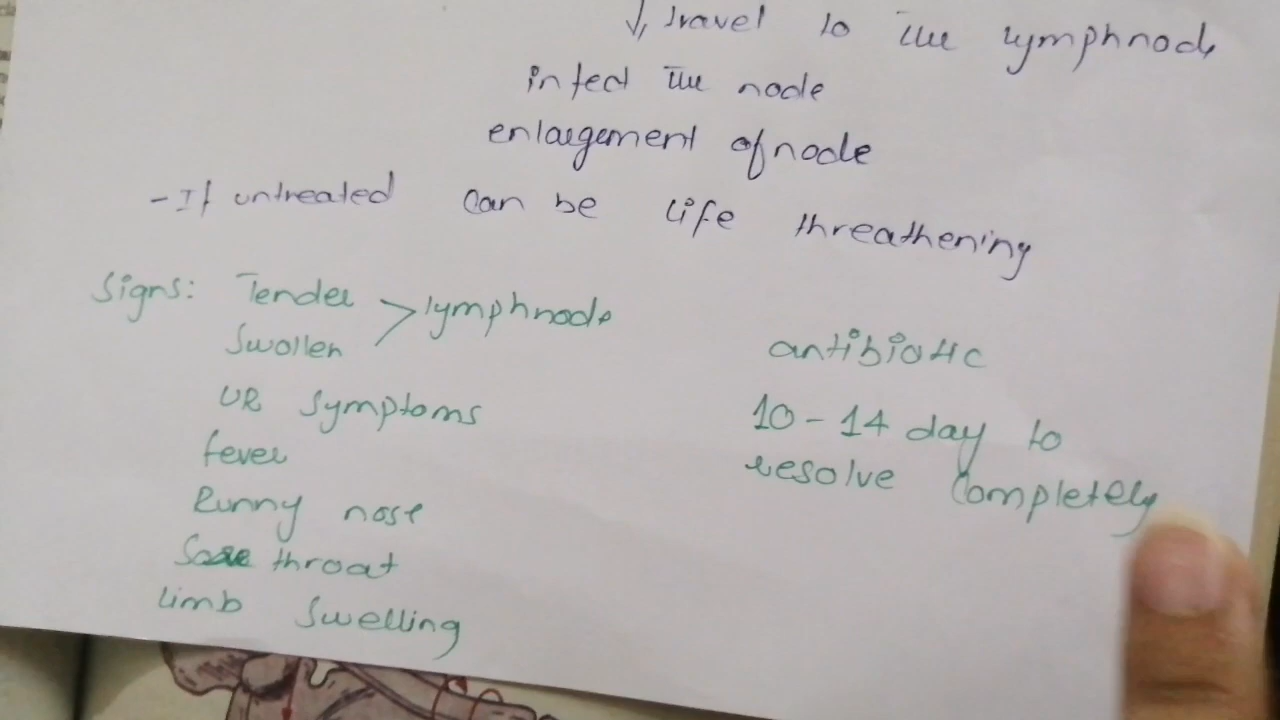 ↓, travel to the lymphnode
infect the node
enlargement of node
- If untreated can be life threathening
Signs: Tender > lymphnode
Swollen
UR symptoms
fever
Runny nose
Sore throat
limb swelling
antibiotic
10-14 day to
resolve completely